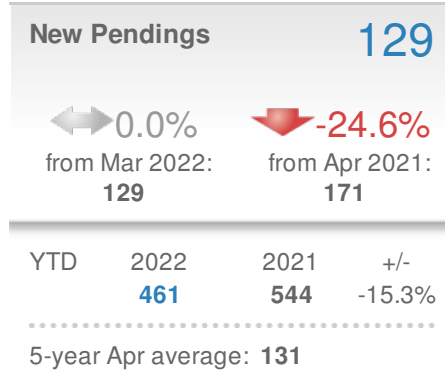 New Pendings 129
0.0% -24.6%
from Mar 2022: from Apr 2021:
129 171
YTD 2022 2021 +/-
461 544 -15.3%
5-year Apr average: 131